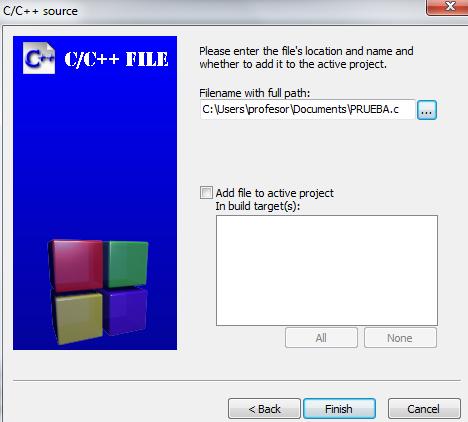 C/C++ source
C++ C/C++ FILE
Please enter the file's location and name and
whether to add it to the active project.
Filename with full path:
C:\Users\profesor\Documents\PRUEBA.c
...
Add file to active project
In build target(s):
All None
< Back Finish Cancel